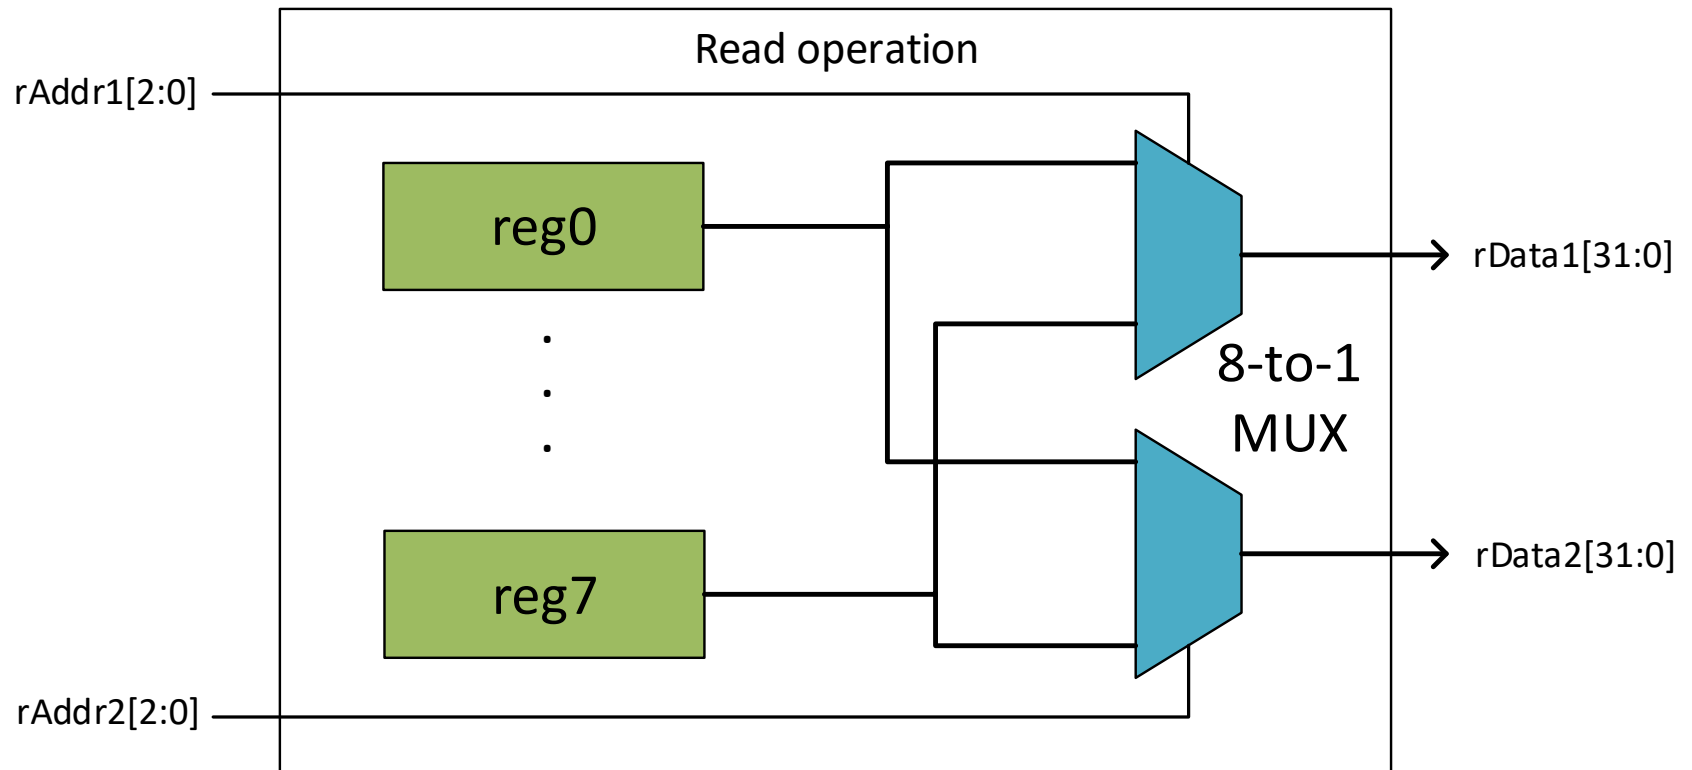 Read operation
rAddr1[2:0]
reg0
rData1[31:0]
.
.
.
8-to-1
MUX
rData2[31:0]
reg7
rAddr2[2:0]